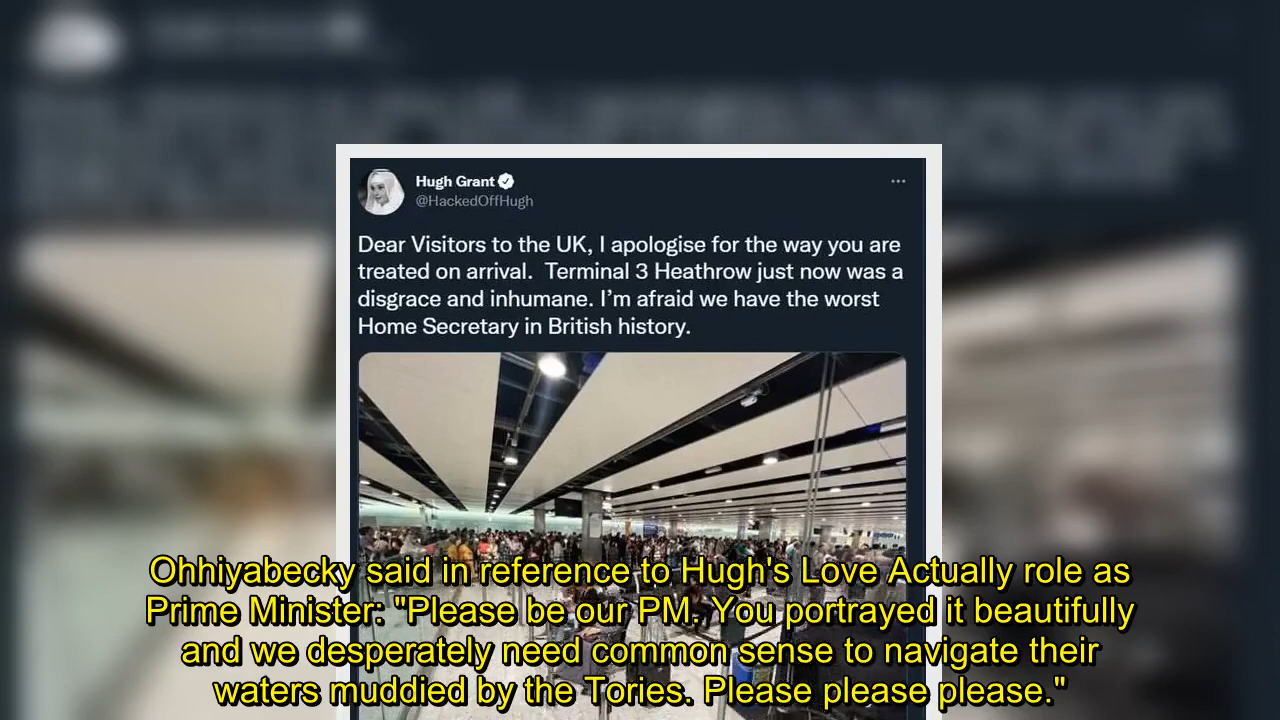 Hugh Grant
@HackedOffHugh
Dear Visitors to the UK, I apologise for the way you are
treated on arrival.  Terminal 3 Heathrow just now was a
disgrace and inhumane. I’m afraid we have the worst
Home Secretary in British history.
Ohhiyabecky said in reference to Hugh's Love Actually role as
Prime Minister: "Please be our PM. You portrayed it beautifully
and we desperately need common sense to navigate their
waters muddied by the Tories. Please please please."